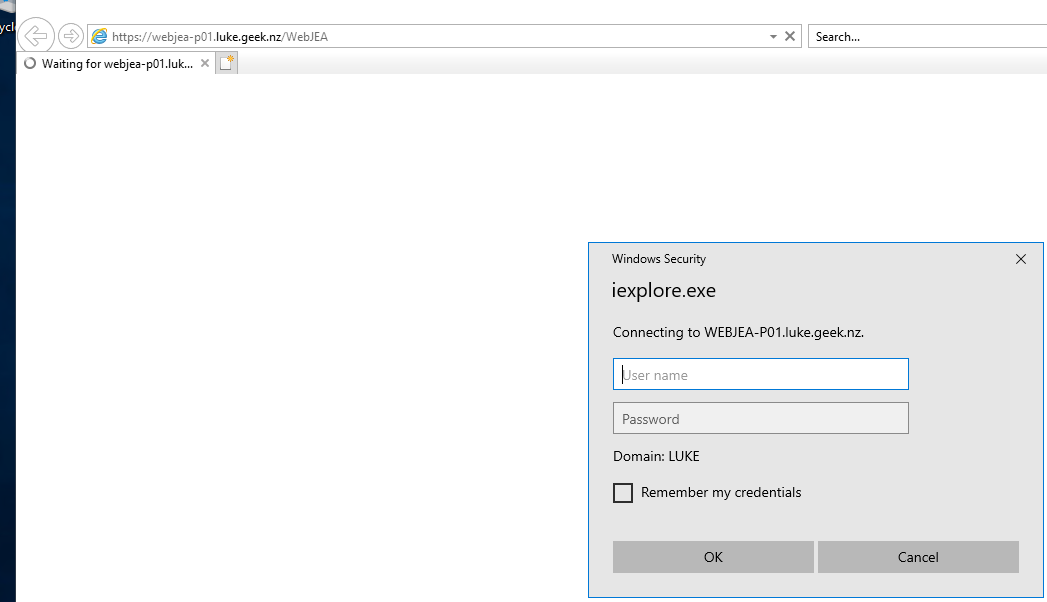 ycl
https://webjea-p01.luke.geek.nz/WebJEA
Search...
Waiting for webjea-p01.luk...
Windows Security
iexplore.exe
Connecting to WEBJEA-P01.luke.geek.nz.
User name
Password
Domain: LUKE
Remember my credentials
OK
Cancel